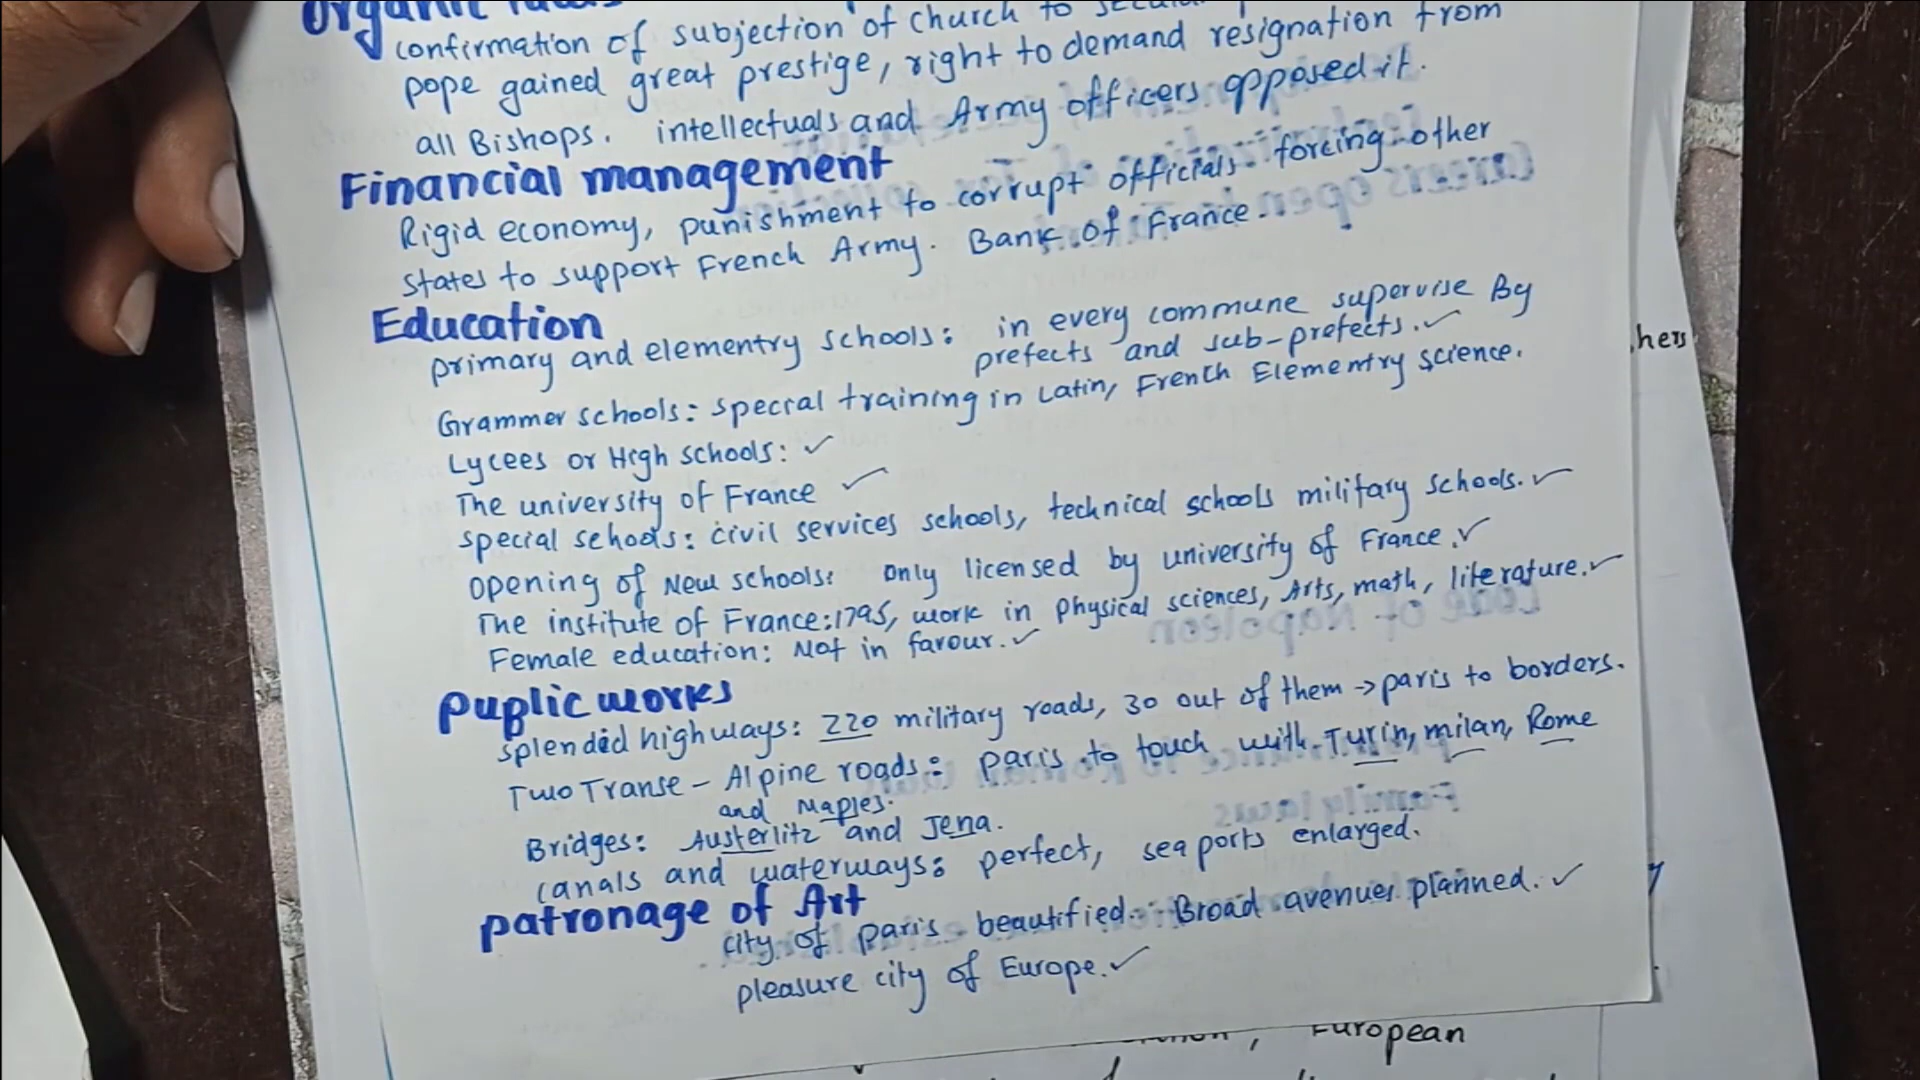 Organic laws
confirmation of subjection of church to
pope gained great prestige, right to demand resignation from
all Bishops. intellectuals and Army officers opposed it.
Financial management
Rigid economy, punishment to corrupt officials forcing other
states to support French Army. Bank of France.
Education
primary and elementry schools: in every commune supervise By
prefects and sub-prefects.
Grammer schools: special training in Latin, French Elementry science.
Lycees or High schools:
The university of France
special schools: civil services schools, technical schools military schools.
opening of New schools: only licensed by university of France.
The institute of France: 1795, work in physical sciences, Arts, math, literature.
Female education: Not in favour.
Public works
splendid highways: 220 military roads, 30 out of them → paris to borders.
Two Transe - Alpine roads: paris to touch with Turin, milan, Rome
and Naples.
Bridges: Austerlitz and Jena.
canals and waterways: perfect, sea ports enlarged.
patronage of Art
city of paris beautified. Broad avenues planned.
pleasure city of Europe.
hers
European